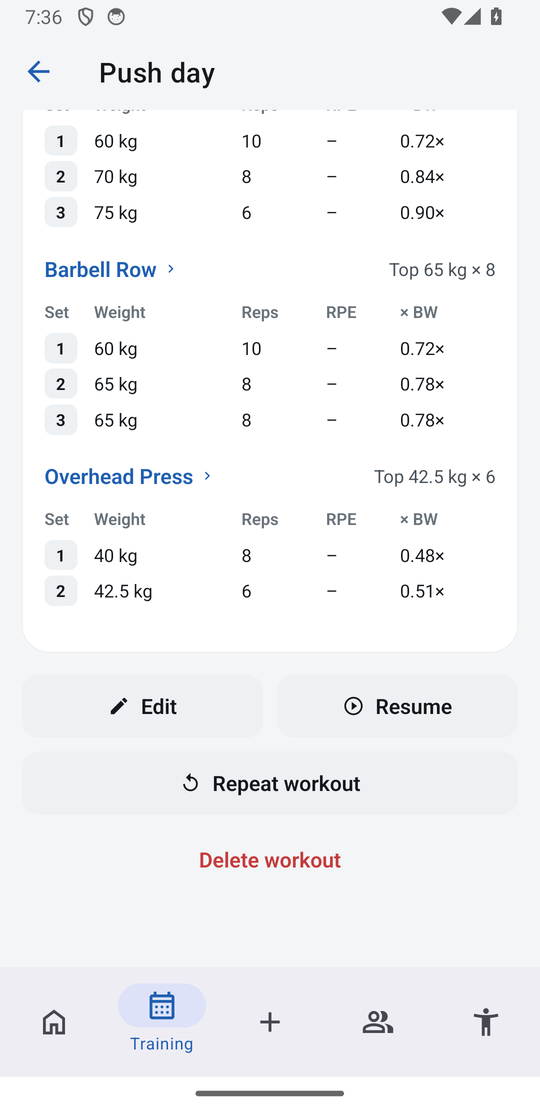 7:36
Push day
1 60 kg 10 – 0.72×
2 70 kg 8 – 0.84×
3 75 kg 6 – 0.90×
Barbell Row Top 65 kg × 8
Set Weight Reps RPE × BW
1 60 kg 10 – 0.72×
2 65 kg 8 – 0.78×
3 65 kg 8 – 0.78×
Overhead Press Top 42.5 kg × 6
Set Weight Reps RPE × BW
1 40 kg 8 – 0.48×
2 42.5 kg 6 – 0.51×
Edit Resume
Repeat workout
Delete workout
Training